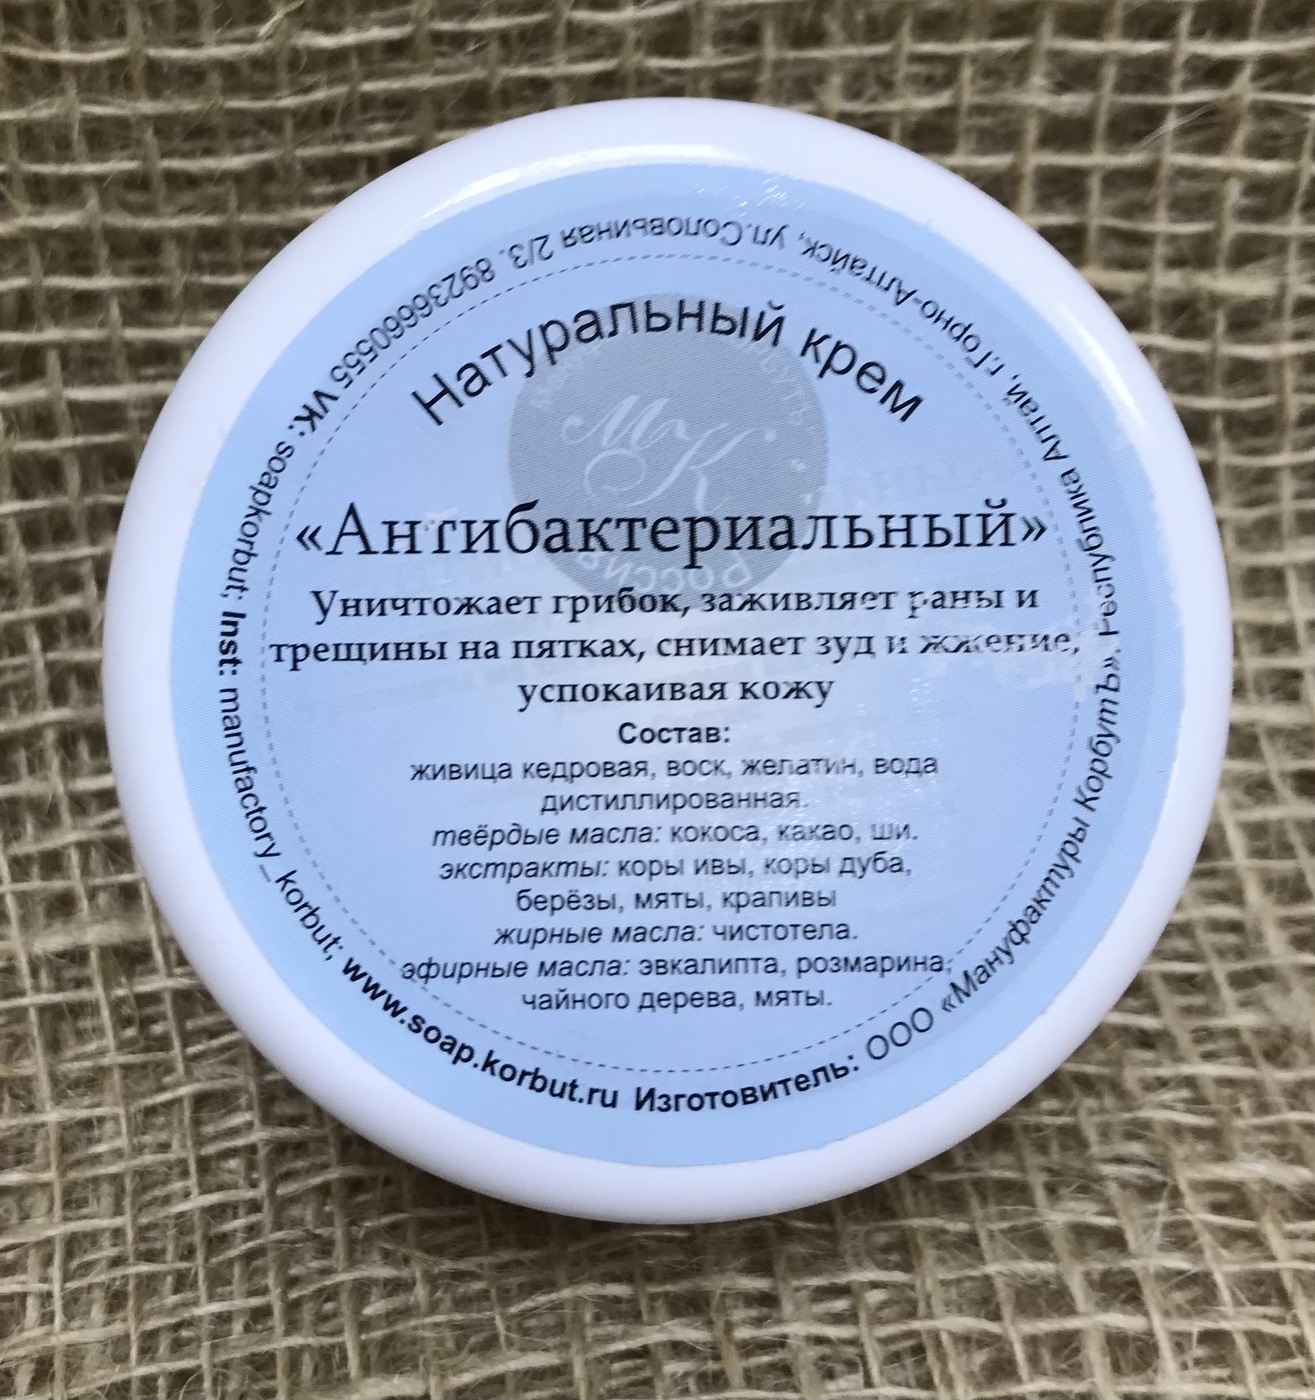 Натуральный крем
«Антибактериальный»
Уничтожает грибок, заживляет раны и
трещины на пятках, снимает зуд и жжение,
успокаивая кожу
Состав:
живица кедровая, воск, желатин, вода
дистиллированная.
твёрдые масла: кокоса, какао, ши.
экстракты: коры ивы, коры дуба,
берёзы, мяты, крапивы
жирные масла: чистотела.
эфирные масла: эвкалипта, розмарина,
чайного дерева, мяты.
Изготовитель: ООО «Мануфактуры КорбутЪ». Республика Алтай, г.Горно-Алтайск, ул.Соловьиная 2/3. 89236660555 VK: soapkorbut; Inst: manufactory_korbut; www.soap.korbut.ru
МК
Россия